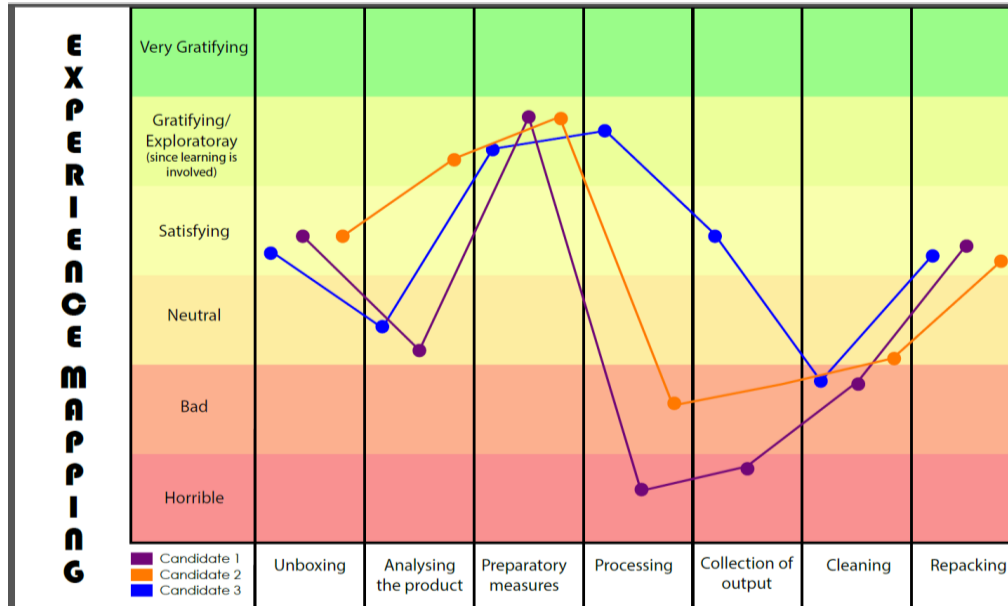 EXPERIENCE MAPPING
Very Gratifying
Gratifying/
Exploratoray
(since learning is
involved)
Satisfying
Neutral
Bad
Horrible
Candidate 1
Candidate 2
Candidate 3
Unboxing
Analysing
the product
Preparatory
measures
Processing
Collection of
output
Cleaning
Repacking